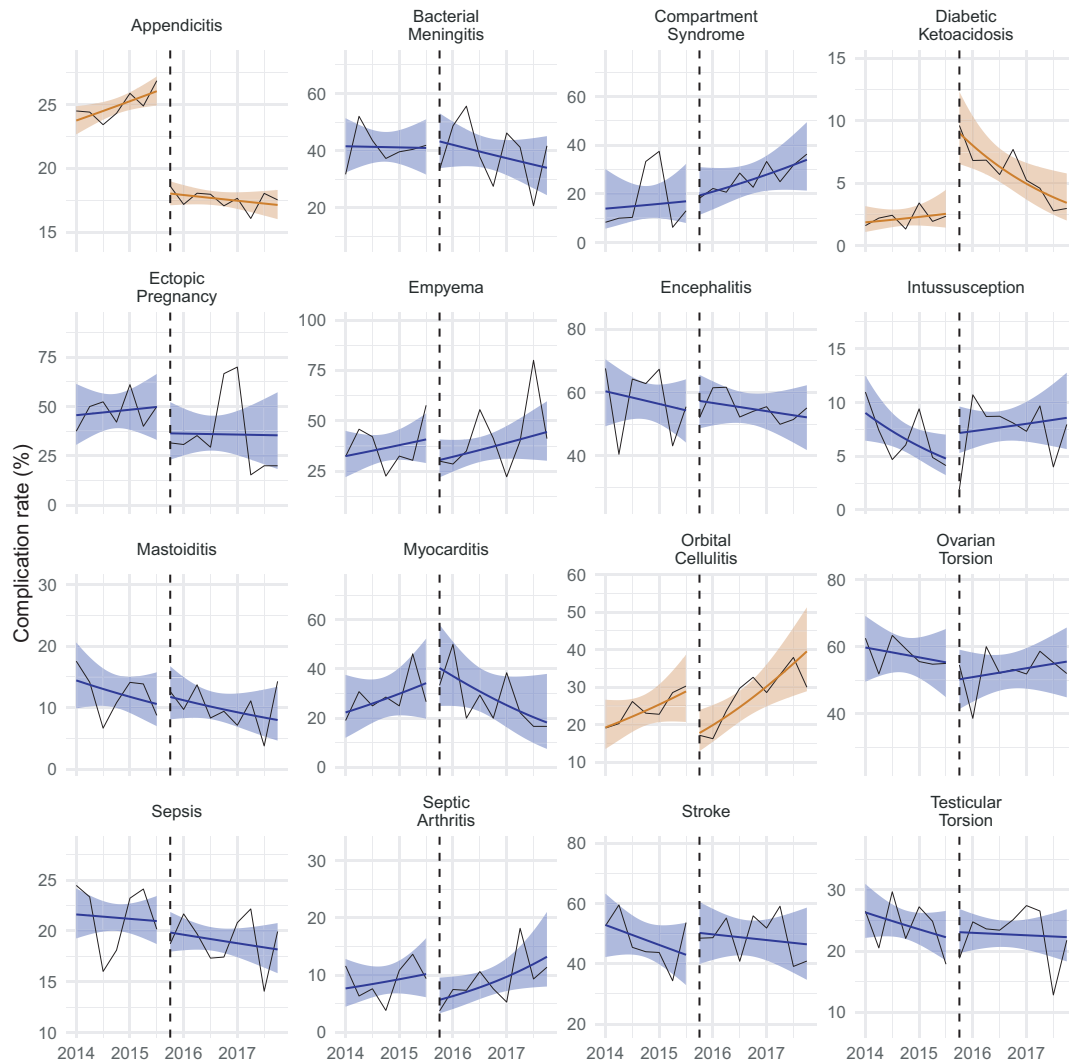 Appendicitis
Bacterial
Meningitis
Compartment
Syndrome
Diabetic
Ketoacidosis
25
20
15
60
40
20
60
40
20
0
15
10
5
0
Ectopic
Pregnancy
Empyema
Encephalitis
Intussusception
75
50
25
0
100
75
50
25
80
60
40
15
10
5
0
Complication rate (%)
Mastoiditis
Myocarditis
Orbital
Cellulitis
Ovarian
Torsion
30
20
10
0
60
40
20
0
60
50
40
30
20
10
80
60
40
Sepsis
Septic
Arthritis
Stroke
Testicular
Torsion
25
20
15
10
30
20
10
0
80
60
40
20
30
20
10
2014 2015 2016 2017
2014 2015 2016 2017
2014 2015 2016 2017
2014 2015 2016 2017